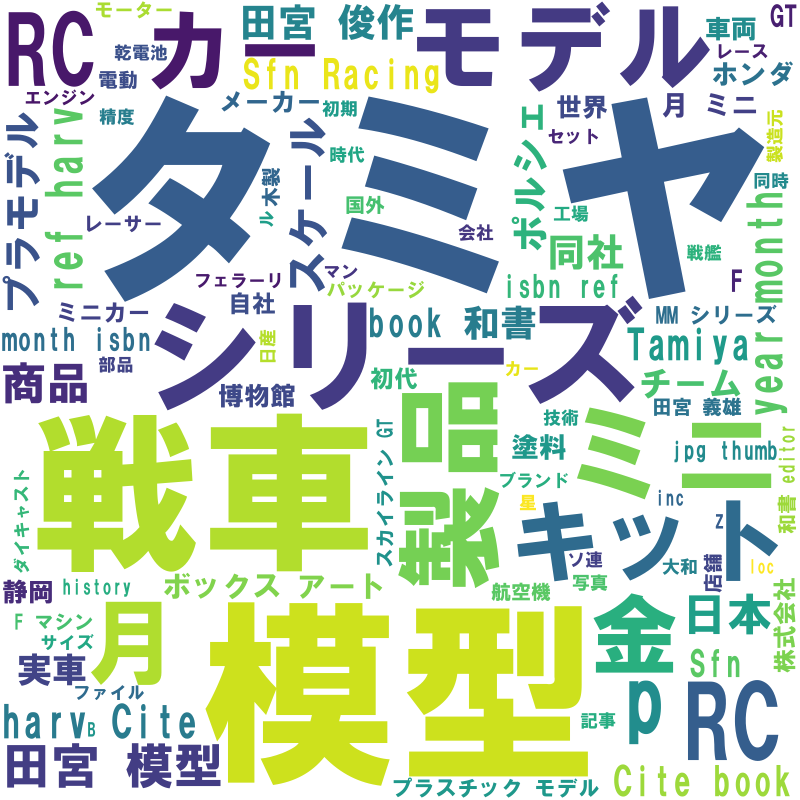 モーター
RC
カー
田宮 俊作
モデル
車両
GT
乾電池
電動
Sfn Racing
レース
ホンダ
エンジン
メーカー
初期
世界
月
ミニ
精度
ref harv
プラモデル
タミヤ
スケール
時代
ポルシェ
セット
製造元
木製
国外
工場
同時
レーサー
ル
会社
同社
戦艦
フェラーリ
マン
パッケージ
isbn ref
F
year month
ミニカー
自社
シリーズ
book 和書
MM シリーズ
month isbn
日産
Tamiya
部品
カー
商品
博物館
初代
チーム
田宮 義雄
戦車
製品
技術
ミニ
スカイライン GT
塗料
jpg thumb
和書 editor
ダイキャスト
ブランド
inc
星
キット
Z
ソ連
大和
店舗
loc
静岡
history
ボックス アート
航空機
写真
株式会社
F マシン
月
模型
金
日本
サイズ
実車
Sfn
ファイル
p
RC
harv
B
Cite
記事
田宮 模型
プラスチック モデル
Cite book